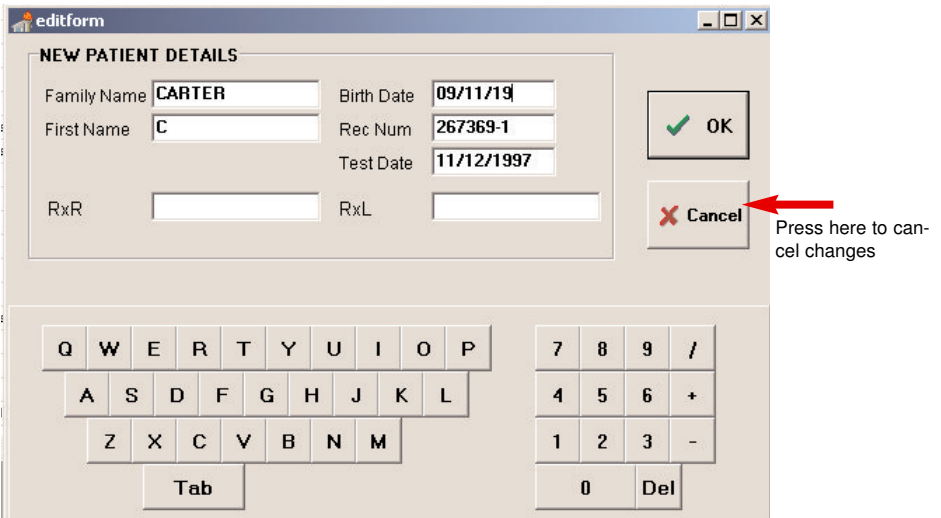 editform
NEW PATIENT DETAILS
Family Name CARTER Birth Date 09/11/19
First Name C Rec Num 267369-1
Test Date 11/12/1997
RxR RxL
OK
Cancel
Press here to can-
cel changes
Q W E R T Y U I O P 7 8 9 /
A S D F G H J K L 4 5 6 +
Z X C V B N M 1 2 3 -
Tab 0 Del